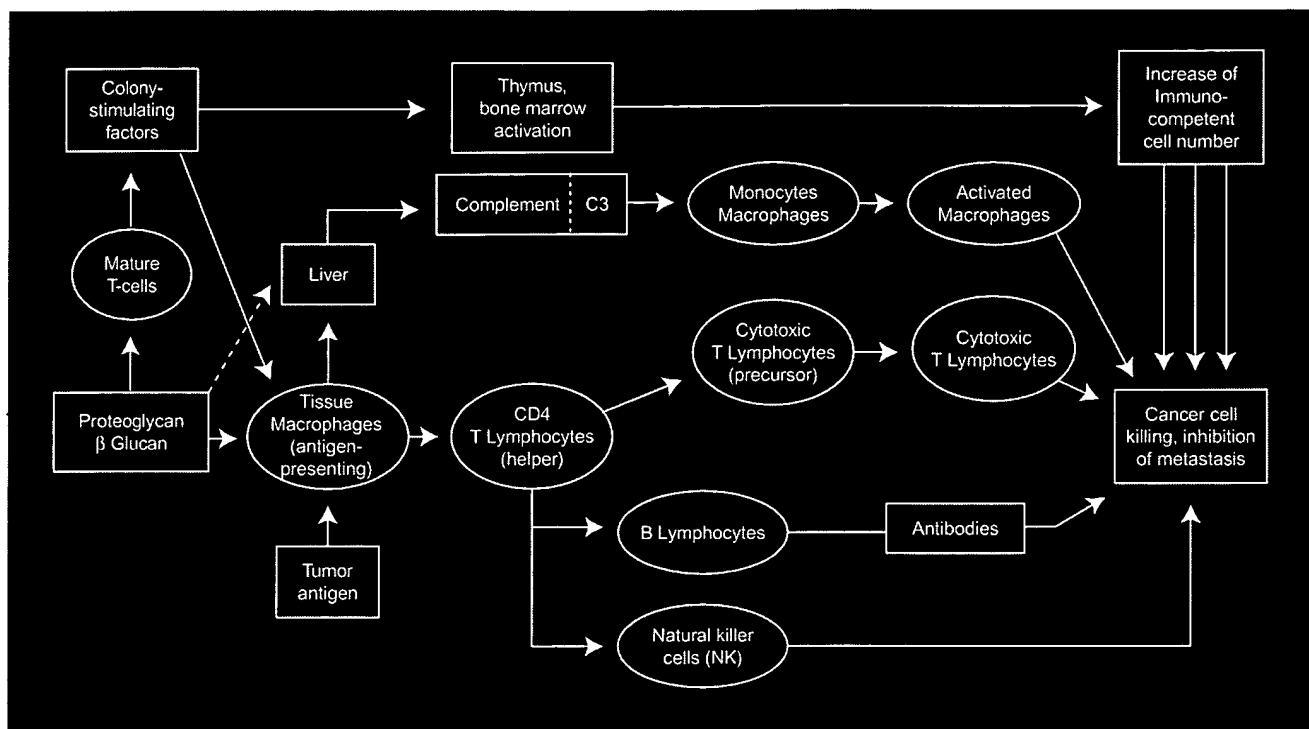 Colony-
stimulating
factors
Thymus,
bone marrow
activation
Increase of
Immuno-
competent
cell number
Complement
C3
Monocytes
Macrophages
Activated
Macrophages
Mature
T-cells
Liver
Cytotoxic
T Lymphocytes
(precursor)
Cytotoxic
T Lymphocytes
Proteoglycan
β Glucan
Tissue
Macrophages
(antigen-
presenting)
CD4
T Lymphocytes
(helper)
Cancer cell
killing, inhibition
of metastasis
B Lymphocytes
Antibodies
Tumor
antigen
Natural killer
cells (NK)